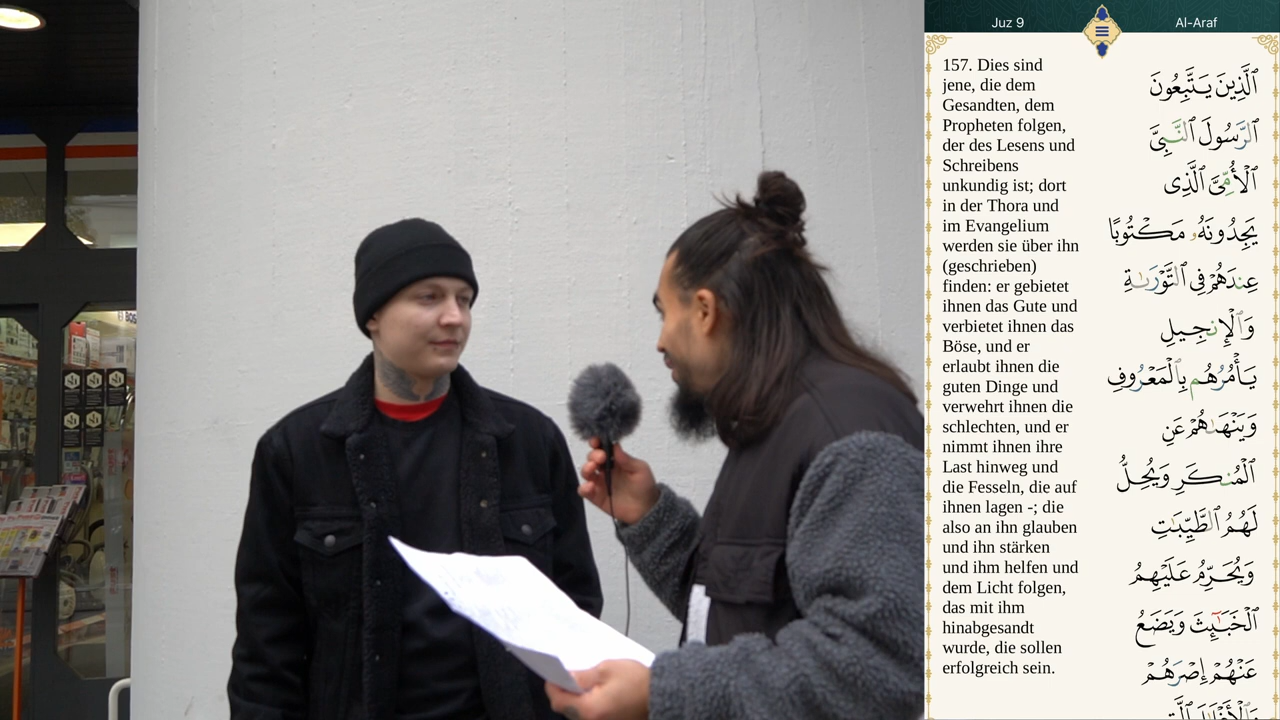 Juz 9
Al-Araf
157. Dies sind
jene, die dem
Gesandten, dem
Propheten folgen,
der des Lesens und
Schreibens
unkundig ist; dort
in der Thora und
im Evangelium
werden sie über ihn
(geschrieben)
finden: er gebietet
ihnen das Gute und
verbietet ihnen das
Böse, und er
erlaubt ihnen die
guten Dinge und
verwehrt ihnen die
schlechten, und er
nimmt ihnen ihre
Last hinweg und
die Fesseln, die auf
ihnen lagen -; die
also an ihn glauben
und ihn stärken
und ihm helfen und
dem Licht folgen,
das mit ihm
hinabgesandt
wurde, die sollen
erfolgreich sein.
ٱلَّذِينَ يَتَّبِعُونَ
ٱلرَّسُولَ ٱلنَّبِىَّ
ٱلْأُمِّىَّ ٱلَّذِى
يَجِدُونَهُۥ مَكْتُوبًا
عِندَهُمْ فِى ٱلتَّوْرَىٰةِ
وَٱلْإِنجِيلِ
يَأْمُرُهُم بِٱلْمَعْرُوفِ
وَيَنْهَىٰهُمْ عَنِ
ٱلْمُنكَرِ وَيُحِلُّ
لَهُمُ ٱلطَّيِّبَـٰتِ
وَيُحَرِّمُ عَلَيْهِمُ
ٱلْخَبَـٰٓئِثَ وَيَضَعُ
عَنْهُمْ إِصْرَهُمْ